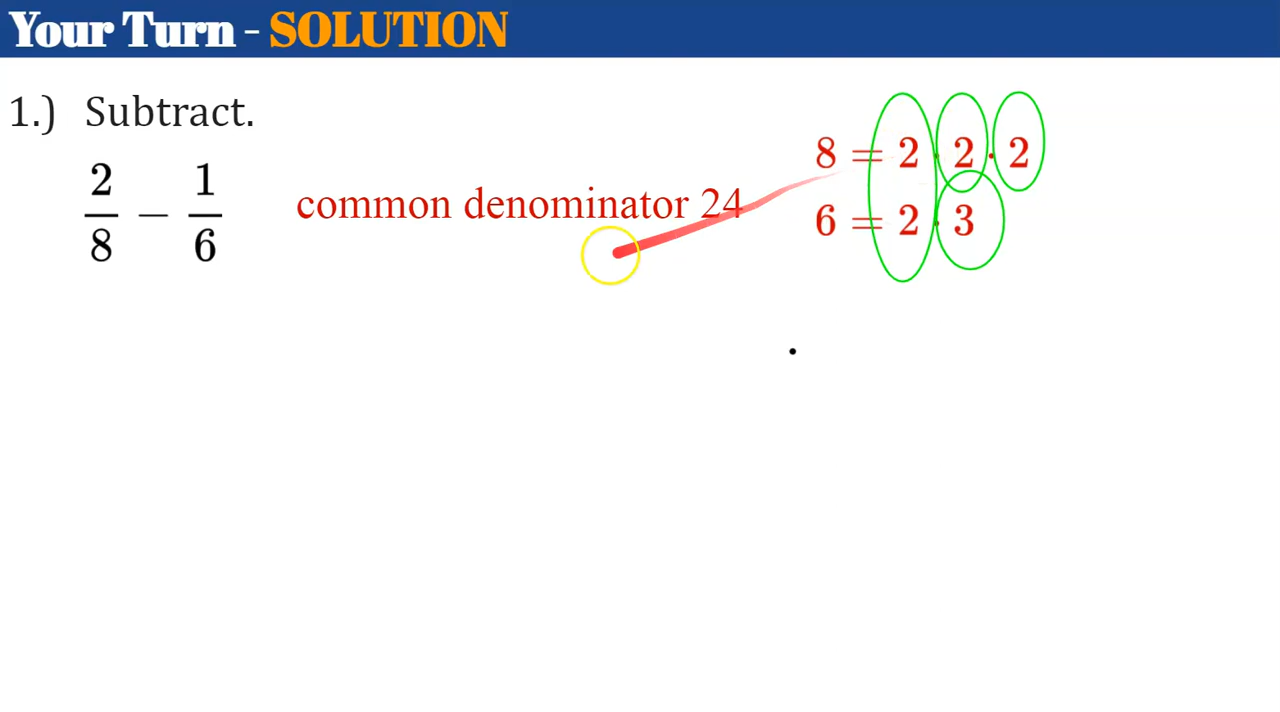 Your Turn - SOLUTION
1.) Subtract.
2/8 − 1/6
common denominator 24
8 = 2 · 2 · 2
6 = 2 · 3
.